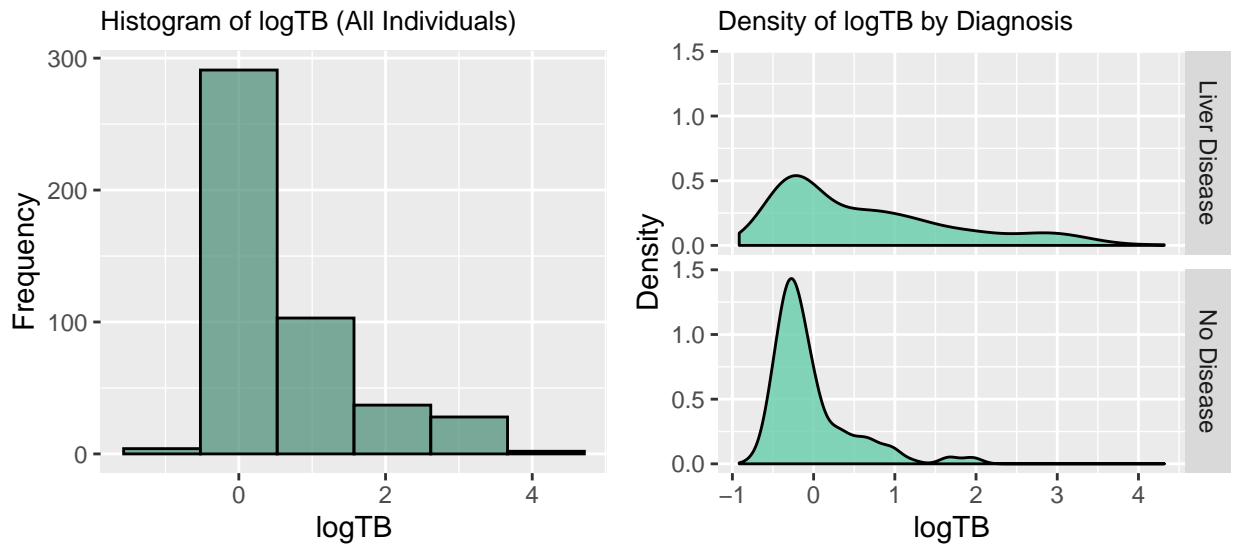 Histogram of logTB (All Individuals)
Frequency
300
200
100
0
0 2 4
logTB
Density of logTB by Diagnosis
Density
1.5
1.0
0.5
0.0
Liver Disease
1.5
1.0
0.5
0.0
No Disease
−1 0 1 2 3 4
logTB